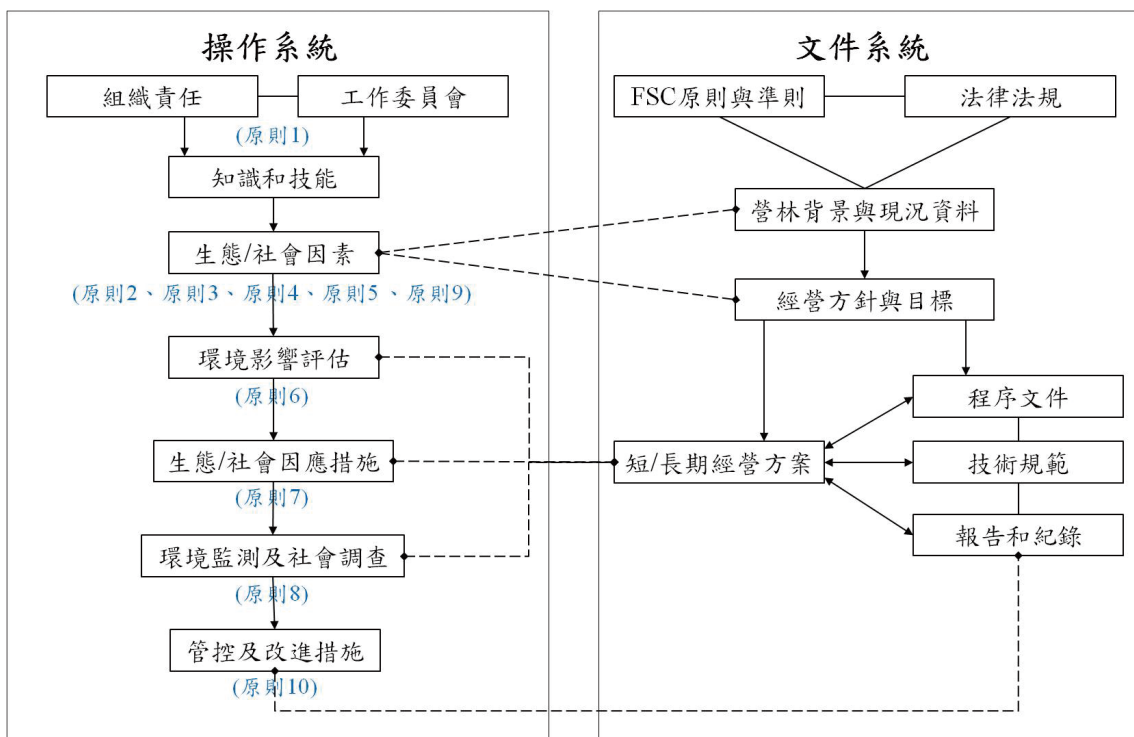 操作系統
組織責任
工作委員會
(原則1)
知識和技能
生態/社會因素
(原則2、原則3、原則4、原則5、原則9)
環境影響評估
(原則6)
生態/社會因應措施
(原則7)
環境監測及社會調查
(原則8)
管控及改進措施
(原則10)
文件系統
FSC原則與準則
法律法規
營林背景與現況資料
經營方針與目標
程序文件
短/長期經營方案
技術規範
報告和紀錄